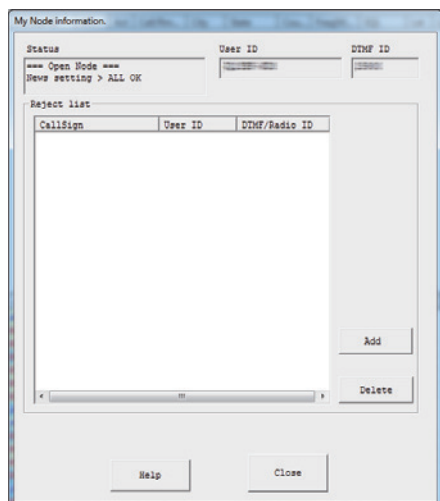 My Node information.
Status
User ID
DTMF ID
=== Open Node ===
News setting > ALL OK
Reject list
CallSign
User ID
DTMF/Radio ID
Add
Delete
Help
Close